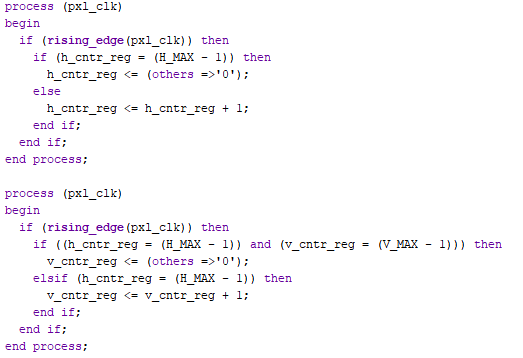 process (pxl_clk)
begin
  if (rising_edge(pxl_clk)) then
    if (h_cntr_reg = (H_MAX - 1)) then
      h_cntr_reg <= (others =>'0');
    else
      h_cntr_reg <= h_cntr_reg + 1;
    end if;
  end if;
end process;

process (pxl_clk)
begin
  if (rising_edge(pxl_clk)) then
    if ((h_cntr_reg = (H_MAX - 1)) and (v_cntr_reg = (V_MAX - 1))) then
      v_cntr_reg <= (others =>'0');
    elsif (h_cntr_reg = (H_MAX - 1)) then
      v_cntr_reg <= v_cntr_reg + 1;
    end if;
  end if;
end process;